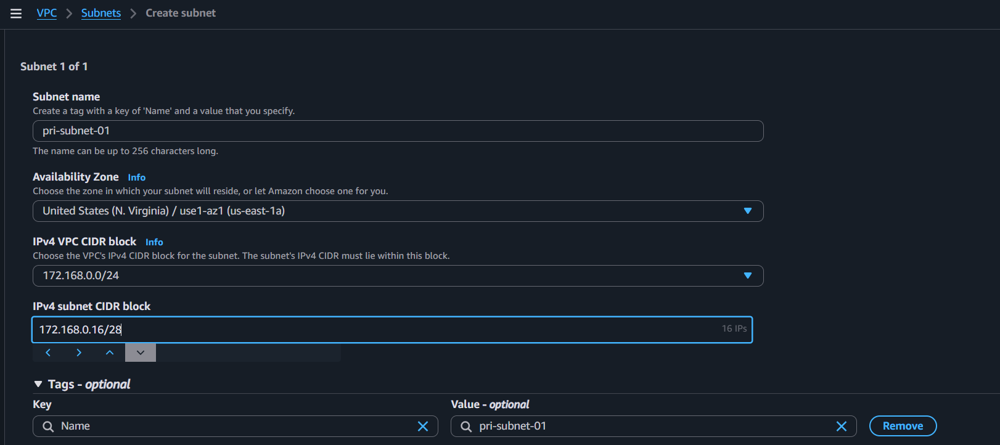 VPC > Subnets > Create subnet
Subnet 1 of 1
Subnet name
Create a tag with a key of 'Name' and a value that you specify.
pri-subnet-01
The name can be up to 256 characters long.
Availability Zone Info
Choose the zone in which your subnet will reside, or let Amazon choose one for you.
United States (N. Virginia) / use1-az1 (us-east-1a)
IPv4 VPC CIDR block Info
Choose the VPC's IPv4 CIDR block for the subnet. The subnet's IPv4 CIDR must lie within this block.
172.168.0.0/24
IPv4 subnet CIDR block
172.168.0.16/28 16 IPs
Tags - optional
Key Value - optional
Name pri-subnet-01 Remove